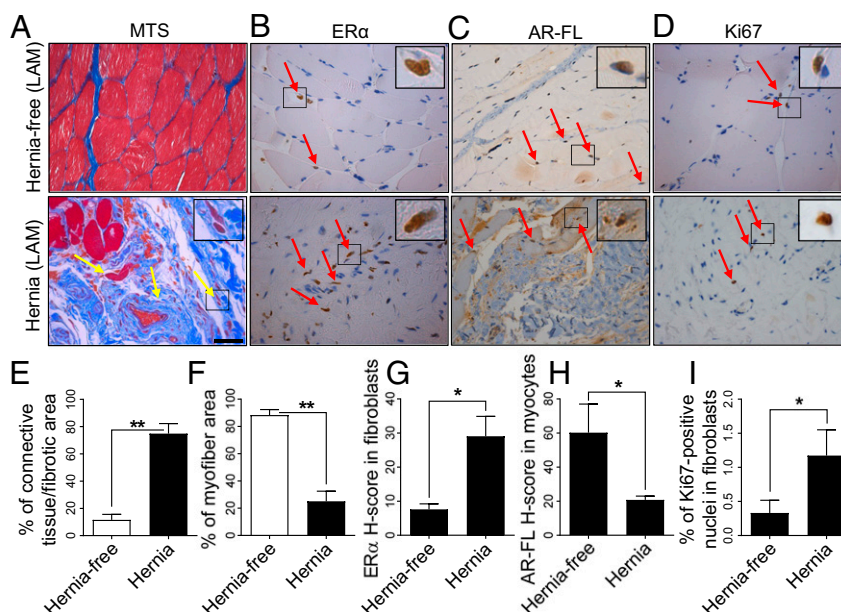 A MTS B ERα C AR-FL D Ki67
Hernia-free (LAM)
Hernia (LAM)
E F G H I
% of connective
tissue/fibrotic area
100
80
60
40
20
0
**
Hernia-free
Hernia
% of myofiber area
100
80
60
40
20
0
**
Hernia-free
Hernia
ERα H-score in fibroblasts
40
30
20
10
0
*
Hernia-free
Hernia
AR-FL H-score in myocytes
80
60
40
20
0
*
Hernia-free
Hernia
% of Ki67-positive
nuclei in fibroblasts
2.0
1.5
1.0
0.5
0.0
*
Hernia-free
Hernia